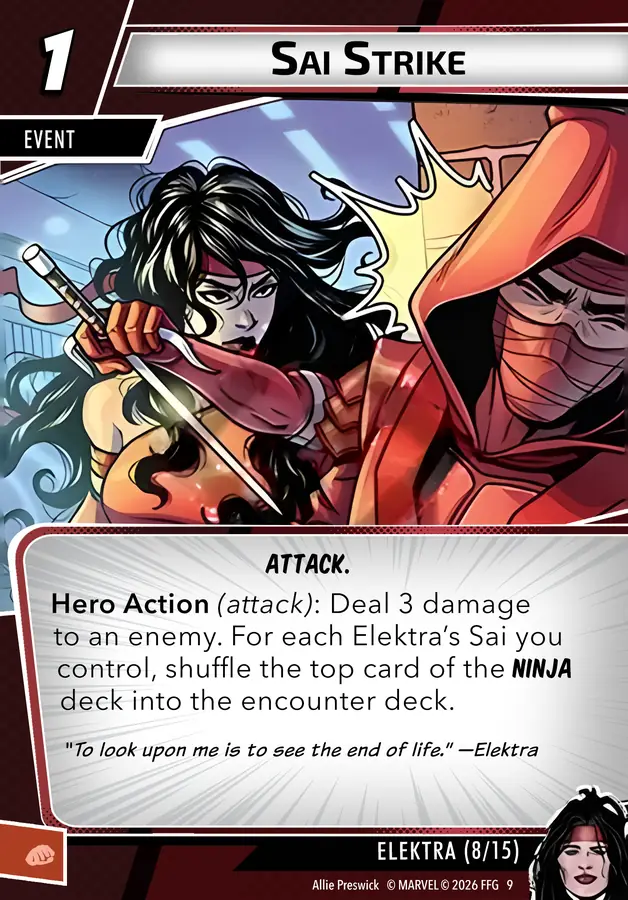 1
SAI STRIKE
EVENT
ATTACK.
Hero Action (attack): Deal 3 damage
to an enemy. For each Elektra's Sai you
control, shuffle the top card of the NINJA
deck into the encounter deck.
"To look upon me is to see the end of life." —Elektra
ELEKTRA (8/15)
Allie Preswick © MARVEL © 2026 FFG 9